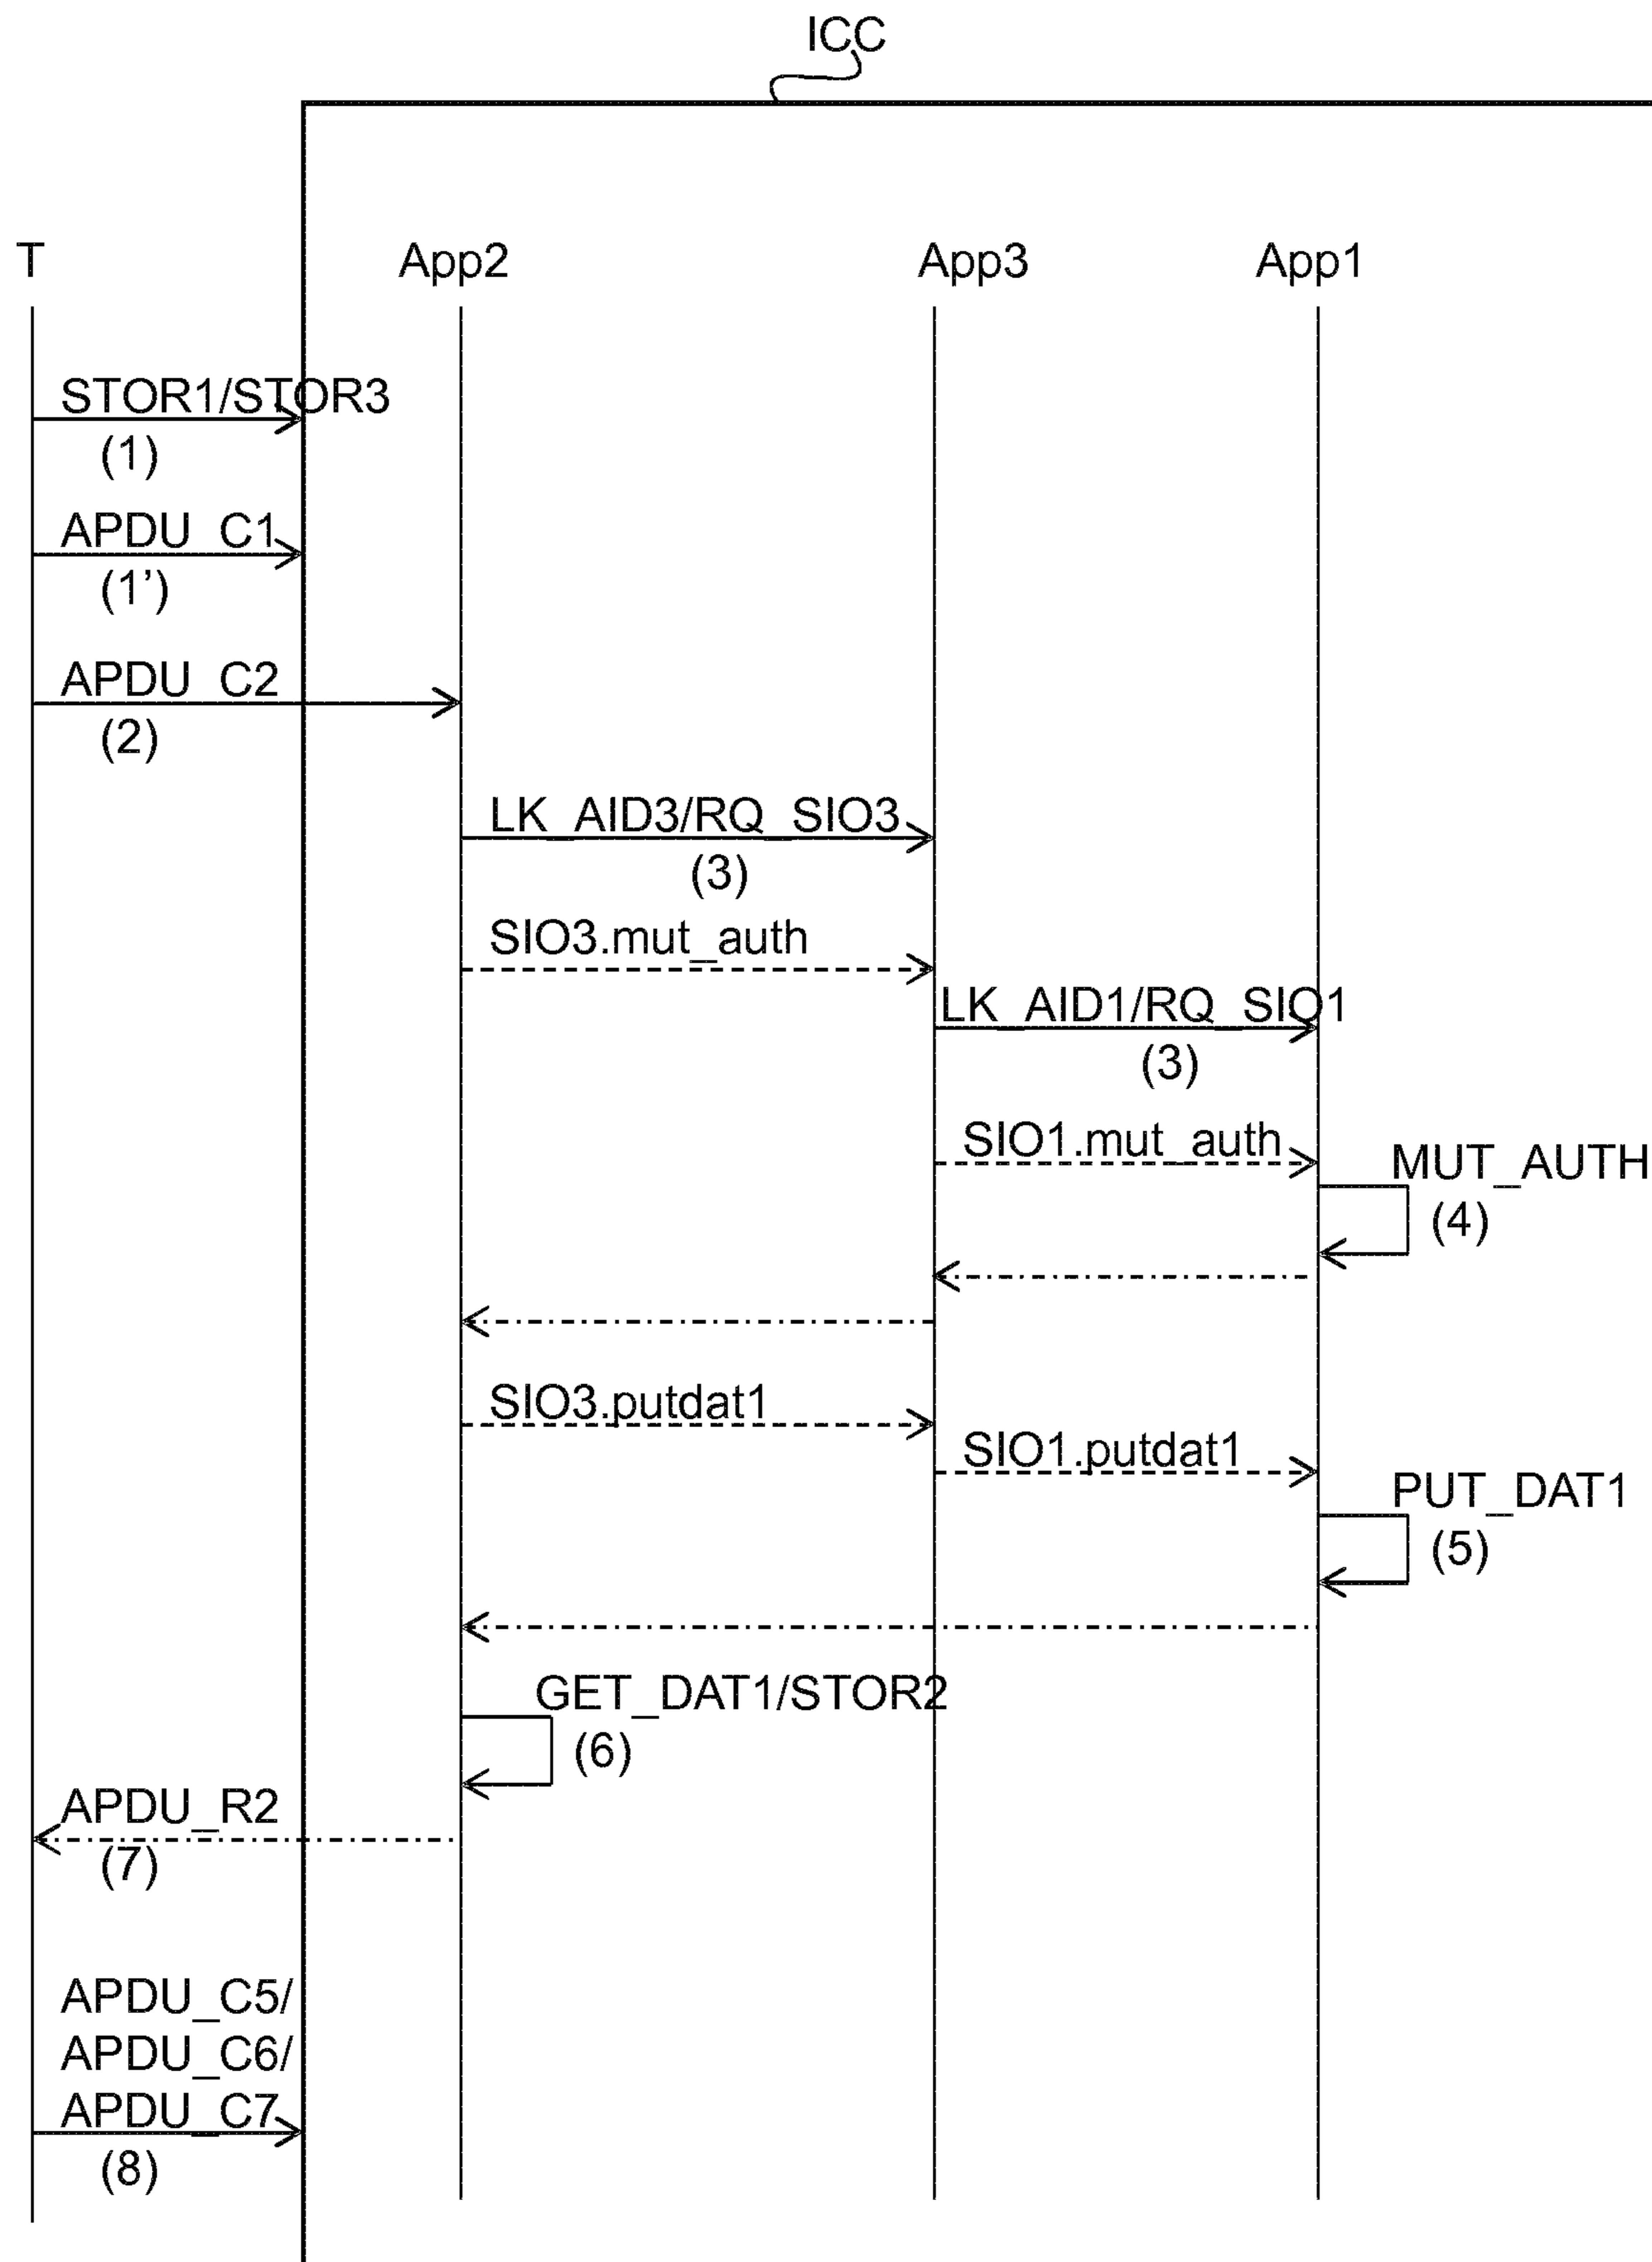 ICC
T
App2
App3
App1
STOR1/STOR3
(1)
APDU_C1
(1’)
APDU_C2
(2)
LK_AID3/RQ_SIO3
(3)
SIO3.mut_auth
LK_AID1/RQ_SIO1
(3)
SIO1.mut_auth
MUT_AUTH
(4)
SIO3.putdat1
SIO1.putdat1
PUT_DAT1
(5)
GET_DAT1/STOR2
(6)
APDU_R2
(7)
APDU_C5/
APDU_C6/
APDU_C7
(8)